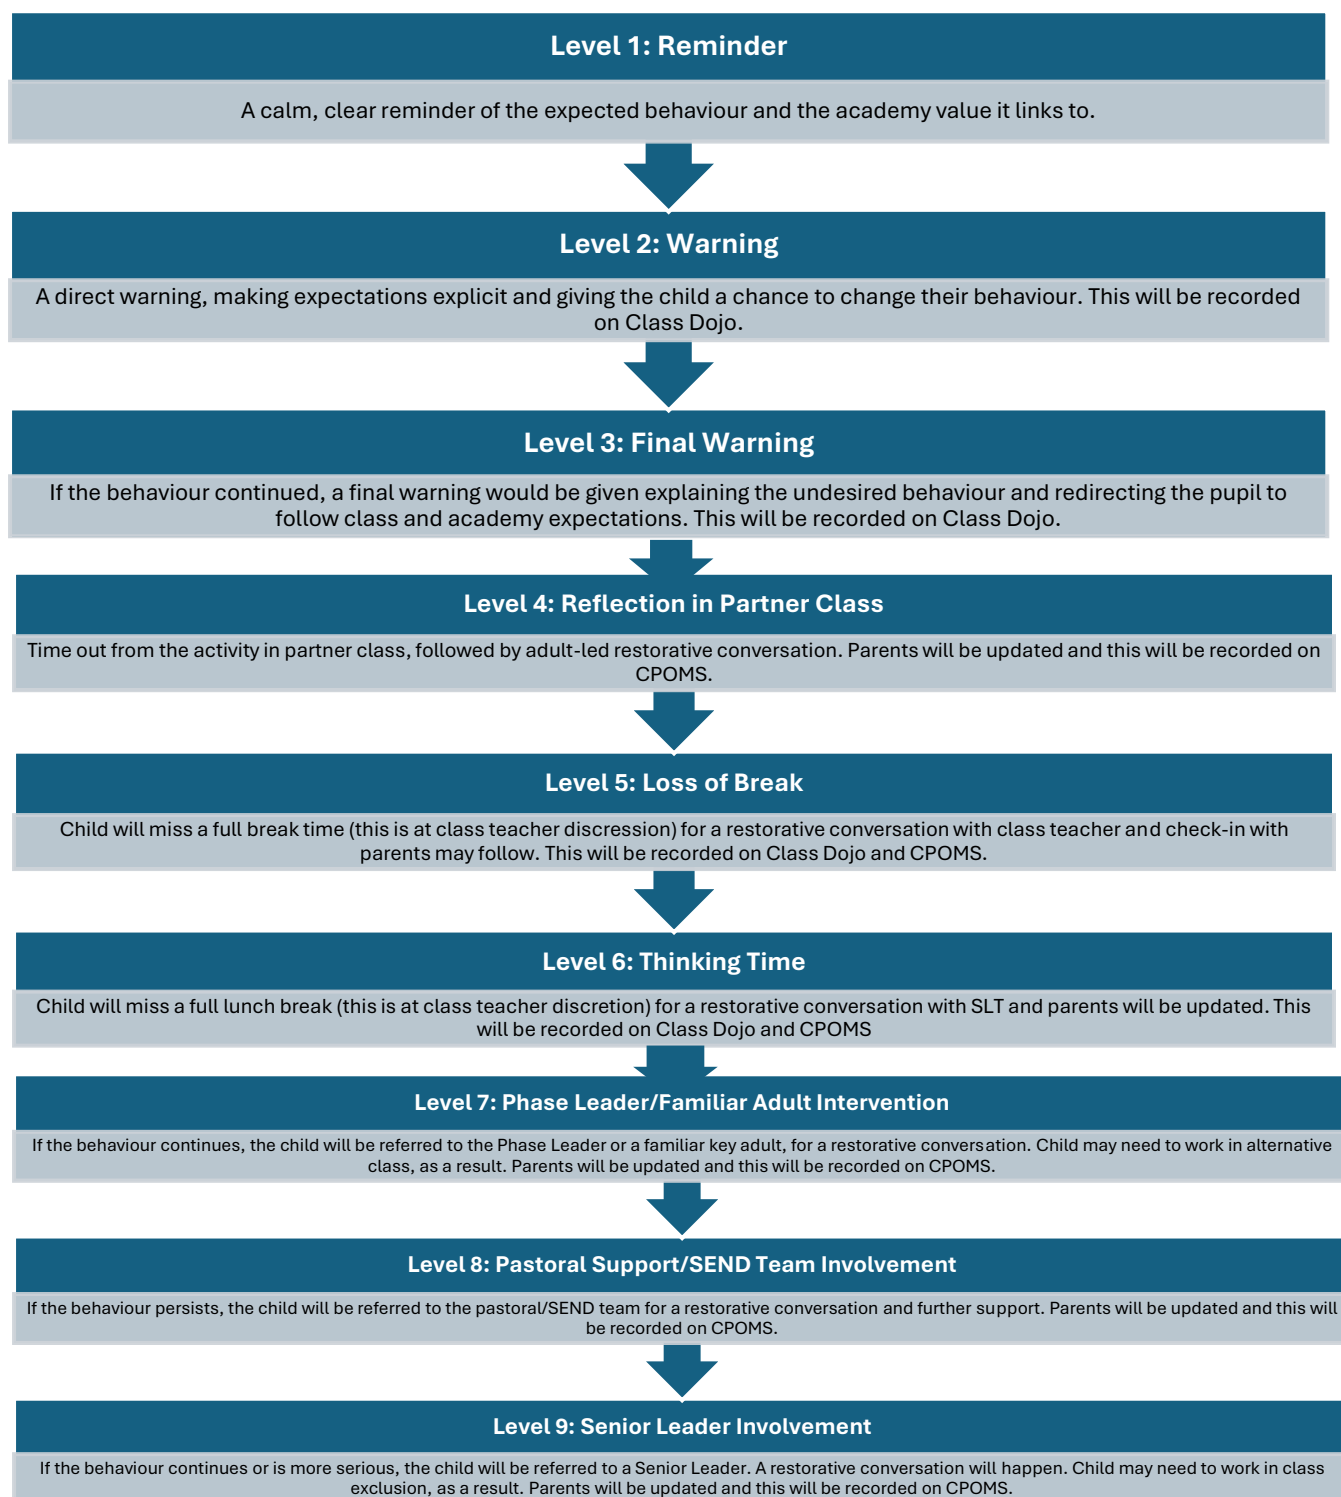 Level 1: Reminder
A calm, clear reminder of the expected behaviour and the academy value it links to.
Level 2: Warning
A direct warning, making expectations explicit and giving the child a chance to change their behaviour. This will be recorded
on Class Dojo.
Level 3: Final Warning
If the behaviour continued, a final warning would be given explaining the undesired behaviour and redirecting the pupil to
follow class and academy expectations. This will be recorded on Class Dojo.
Level 4: Reflection in Partner Class
Time out from the activity in partner class, followed by adult-led restorative conversation. Parents will be updated and this will be recorded on
CPOMS.
Level 5: Loss of Break
Child will miss a full break time (this is at class teacher discression) for a restorative conversation with class teacher and check-in with
parents may follow. This will be recorded on Class Dojo and CPOMS.
Level 6: Thinking Time
Child will miss a full lunch break (this is at class teacher discretion) for a restorative conversation with SLT and parents will be updated. This
will be recorded on Class Dojo and CPOMS
Level 7: Phase Leader/Familiar Adult Intervention
If the behaviour continues, the child will be referred to the Phase Leader or a familiar key adult, for a restorative conversation. Child may need to work in alternative
class, as a result. Parents will be updated and this will be recorded on CPOMS.
Level 8: Pastoral Support/SEND Team Involvement
If the behaviour persists, the child will be referred to the pastoral/SEND team for a restorative conversation and further support. Parents will be updated and this will
be recorded on CPOMS.
Level 9: Senior Leader Involvement
If the behaviour continues or is more serious, the child will be referred to a Senior Leader. A restorative conversation will happen. Child may need to work in class
exclusion, as a result. Parents will be updated and this will be recorded on CPOMS.